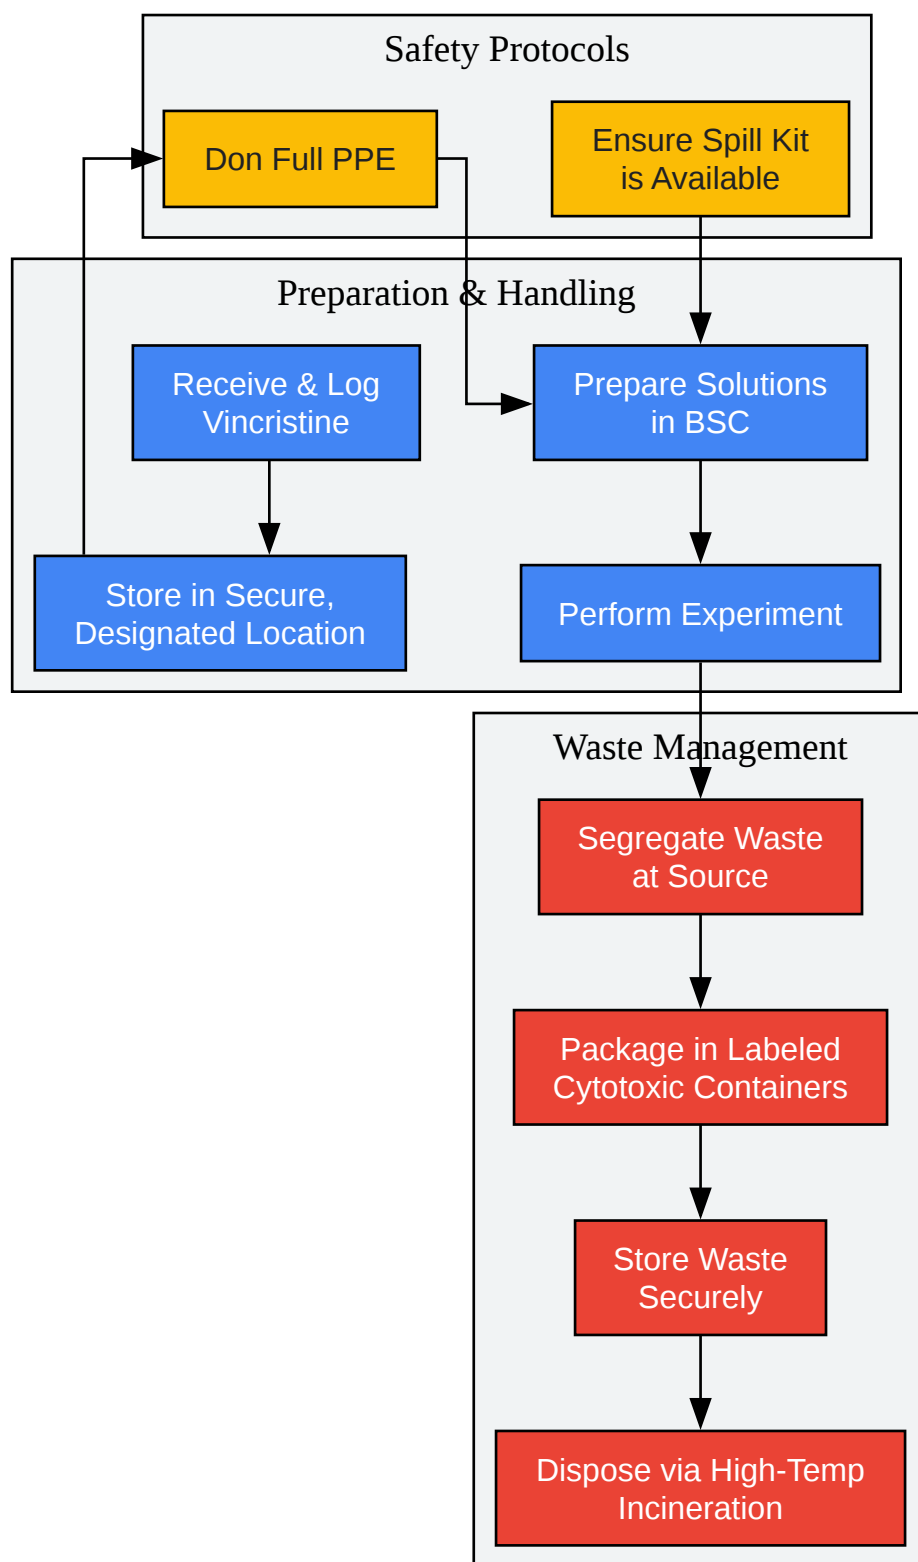 Safety Protocols
Don Full PPE
Ensure Spill Kit
is Available
Preparation & Handling
Receive & Log
Vincristine
Prepare Solutions
in BSC
Store in Secure,
Designated Location
Perform Experiment
Waste Management
Segregate Waste
at Source
Package in Labeled
Cytotoxic Containers
Store Waste
Securely
Dispose via High-Temp
Incineration